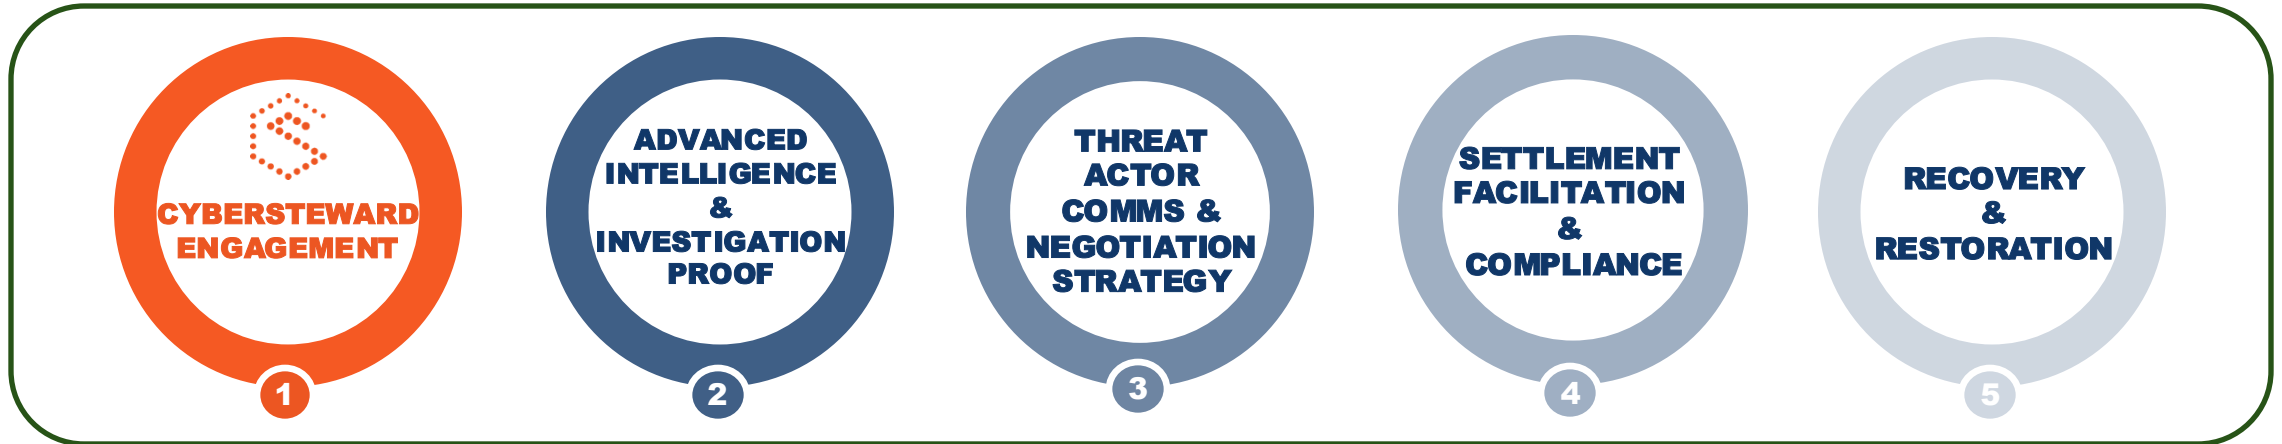 CYBERSTEWARD
ENGAGEMENT
1
ADVANCED
INTELLIGENCE
&
INVESTIGATION
PROOF
2
THREAT
ACTOR
COMMS &
NEGOTIATION
STRATEGY
3
SETTLEMENT
FACILITATION
&
COMPLIANCE
4
RECOVERY
&
RESTORATION
5